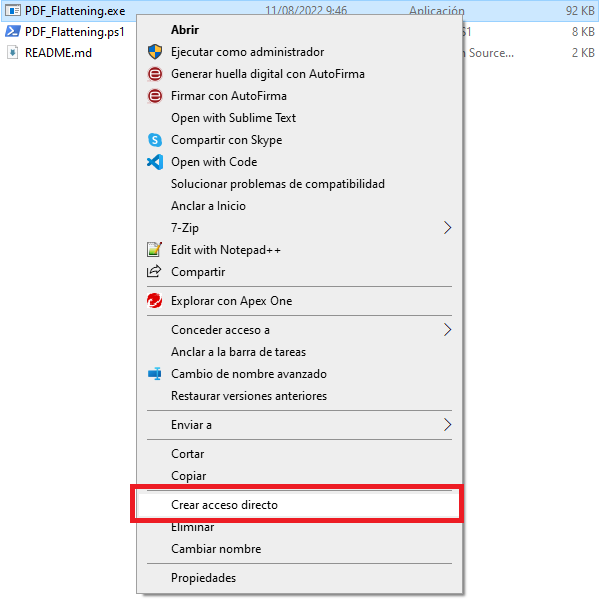 PDF_Flattening.exe 11/08/2022 9:46 Aplicación 92 KB
PDF_Flattening.ps1 S1 8 KB
README.md n Source... 2 KB
Abrir
Ejecutar como administrador
Generar huella digital con AutoFirma
Firmar con AutoFirma
Open with Sublime Text
Compartir con Skype
Open with Code
Solucionar problemas de compatibilidad
Anclar a Inicio
7-Zip
Edit with Notepad++
Compartir
Explorar con Apex One
Conceder acceso a
Anclar a la barra de tareas
Cambio de nombre avanzado
Restaurar versiones anteriores
Enviar a
Cortar
Copiar
Crear acceso directo
Eliminar
Cambiar nombre
Propiedades